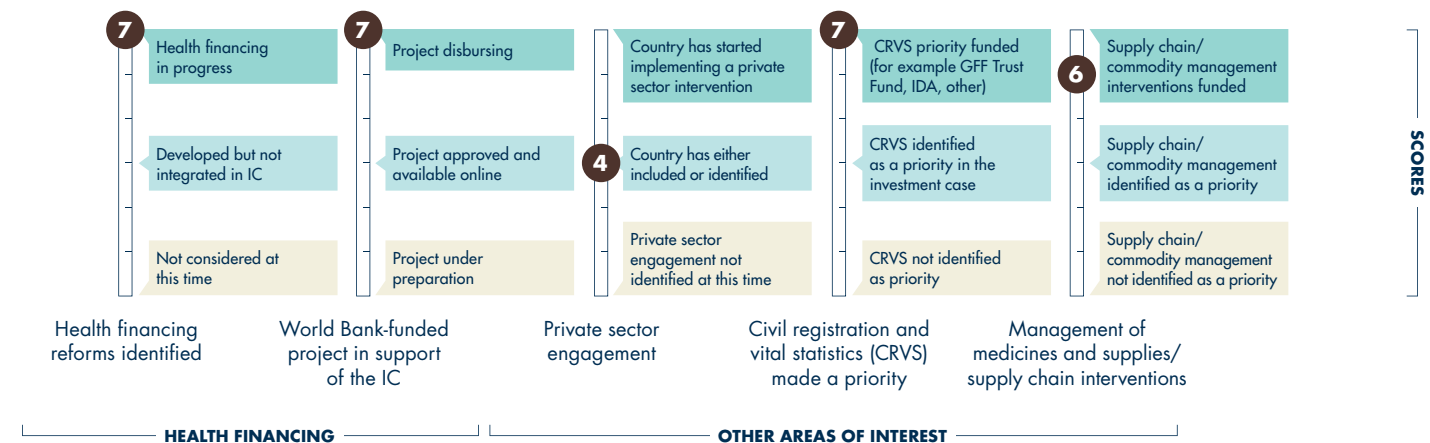 7
Health financing
in progress
Developed but not
integrated in IC
Not considered at
this time
Health financing
reforms identified
7
Project disbursing
Project approved and
available online
Project under
preparation
World Bank-funded
project in support
of the IC
HEALTH FINANCING
Country has started
implementing a private
sector intervention
4
Country has either
included or identified
Private sector
engagement not
identified at this time
Private sector
engagement
7
CRVS priority funded
(for example GFF Trust
Fund, IDA, other)
CRVS identified
as a priority in the
investment case
CRVS not identified
as priority
Civil registration and
vital statistics (CRVS)
made a priority
6
Supply chain/
commodity management
interventions funded
Supply chain/
commodity management
identified as a priority
Supply chain/
commodity management
not identified as a priority
Management of
medicines and supplies/
supply chain interventions
OTHER AREAS OF INTEREST
SCORES